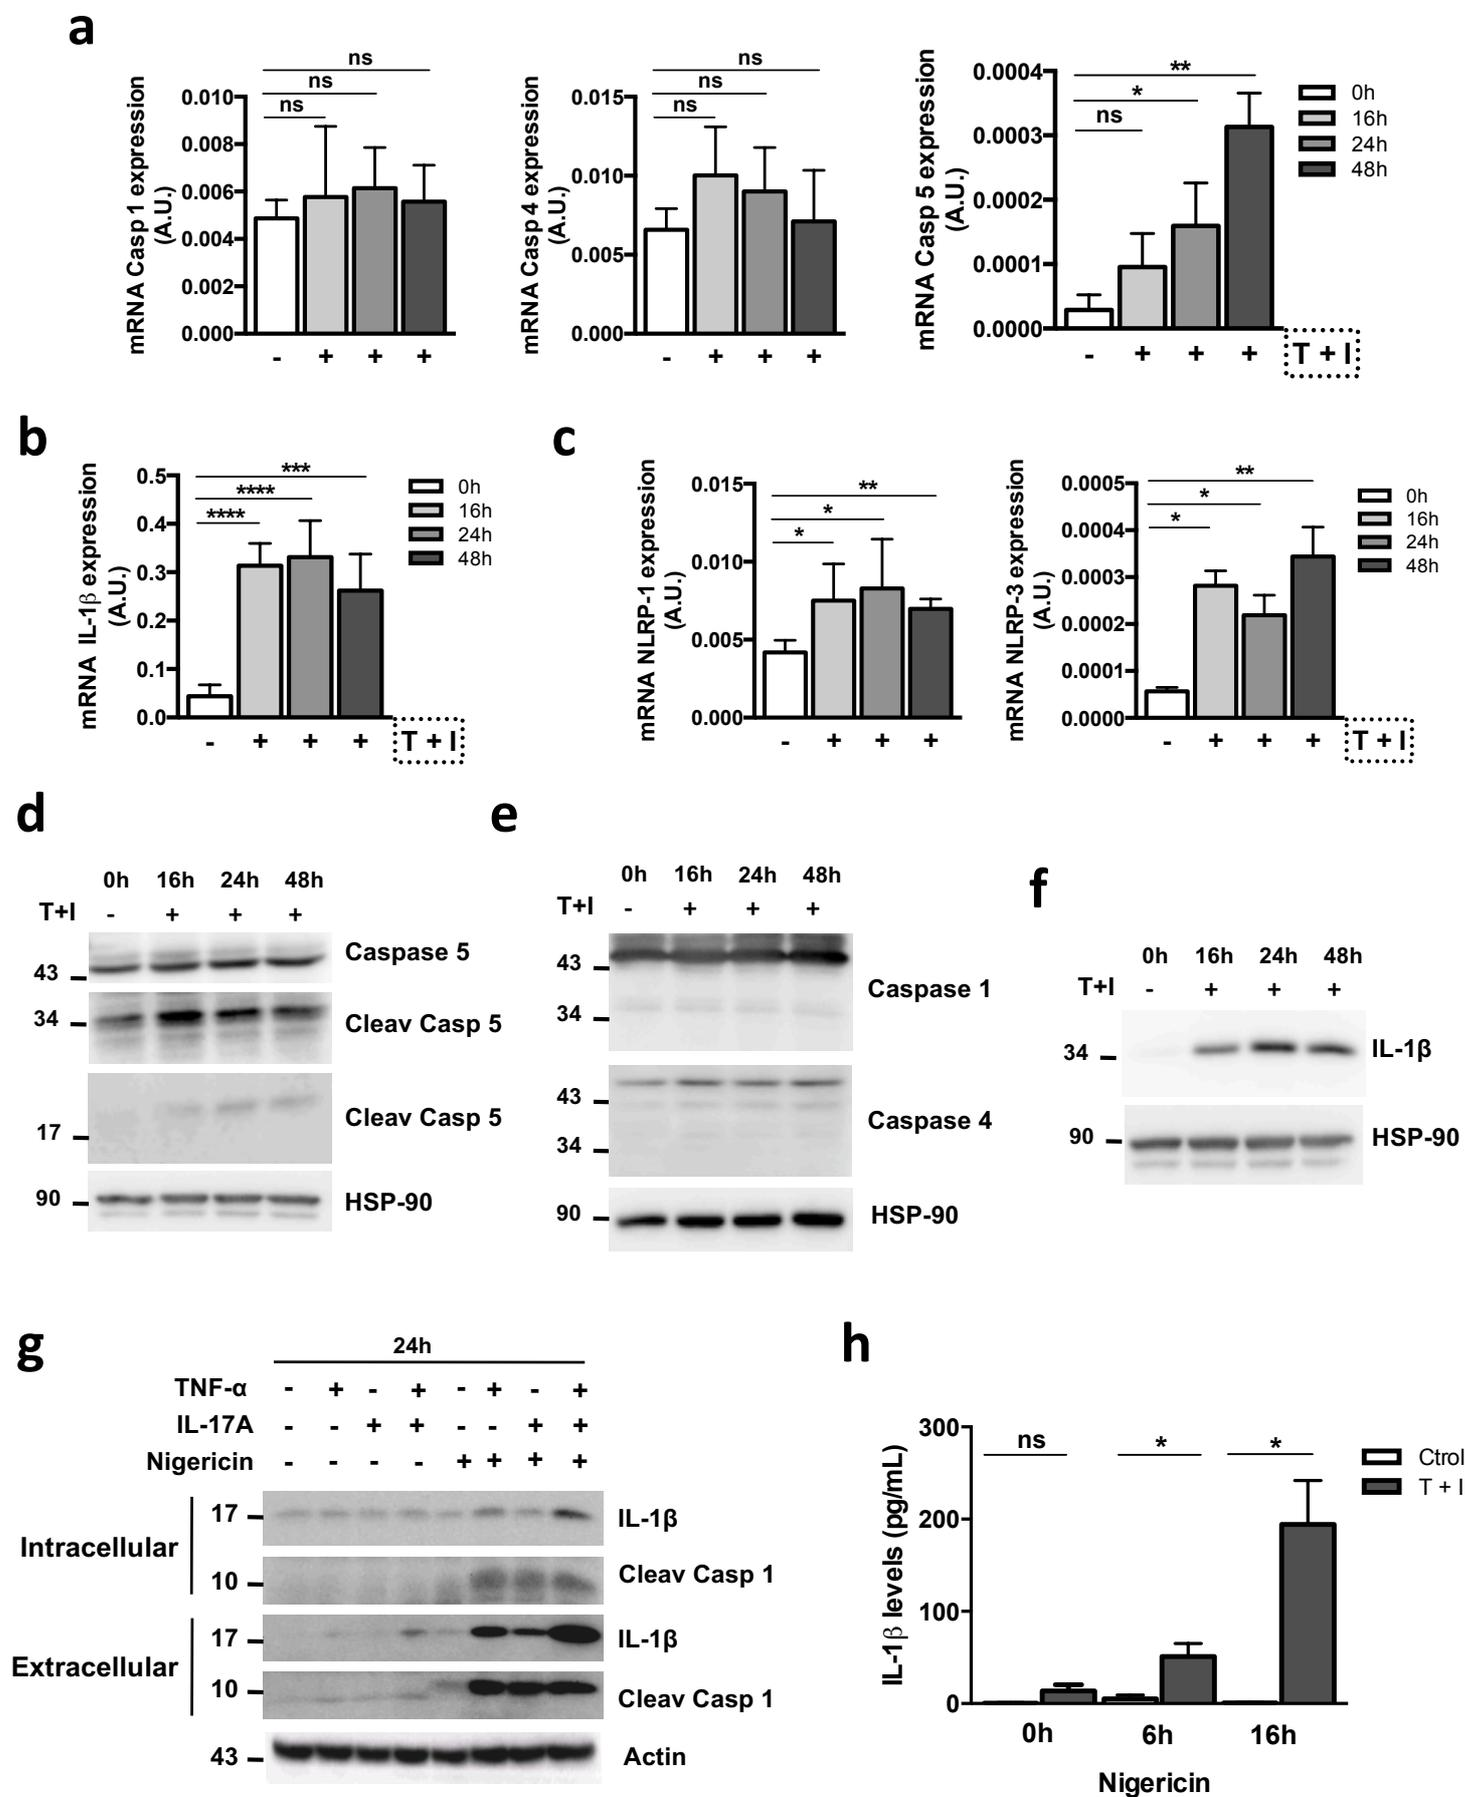 a
ns
ns
ns
0.010
0.008
0.006
0.004
0.002
0.000
mRNA Casp 1 expression
(A.U.)
- + + +
ns
ns
ns
0.015
0.010
0.005
0.000
mRNA Casp 4 expression
(A.U.)
- + + +
**
*
ns
0.0004
0.0003
0.0002
0.0001
0.0000
mRNA Casp 5 expression
(A.U.)
- + + + T + I
0h
16h
24h
48h
b
***
****
****
0.5
0.4
0.3
0.2
0.1
0.0
mRNA IL-1β expression
(A.U.)
- + + + T + I
0h
16h
24h
48h
c
**
*
*
0.015
0.010
0.005
0.000
mRNA NLRP-1 expression
(A.U.)
- + + +
**
*
*
0.0005
0.0004
0.0003
0.0002
0.0001
0.0000
mRNA NLRP-3 expression
(A.U.)
- + + + T + I
0h
16h
24h
48h
d
0h 16h 24h 48h
T+I - + + +
43 Caspase 5
34 Cleav Casp 5
17 Cleav Casp 5
90 HSP-90
e
0h 16h 24h 48h
T+I - + + +
43
Caspase 1
34
43
Caspase 4
34
90 HSP-90
f
0h 16h 24h 48h
T+I - + + +
34 IL-1β
90 HSP-90
g
24h
TNF-α - + - + - + - +
IL-17A - - + + - - + +
Nigericin - - - - + + + +
Intracellular
17 IL-1β
10 Cleav Casp 1
Extracellular
17 IL-1β
10 Cleav Casp 1
43 Actin
h
ns * *
300
200
100
0
IL-1β levels (pg/mL)
0h 6h 16h
Nigericin
Ctrol
T + I